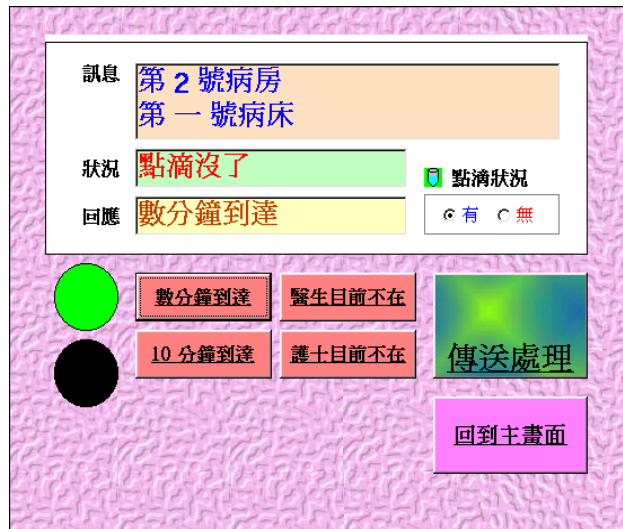 訊息
第 2 號病房
第 一 號病床
狀況
點滴沒了
點滴狀況
回應
數分鐘到達
有 無
數分鐘到達 醫生目前不在
10 分鐘到達 護士目前不在
傳送處理
回到主畫面